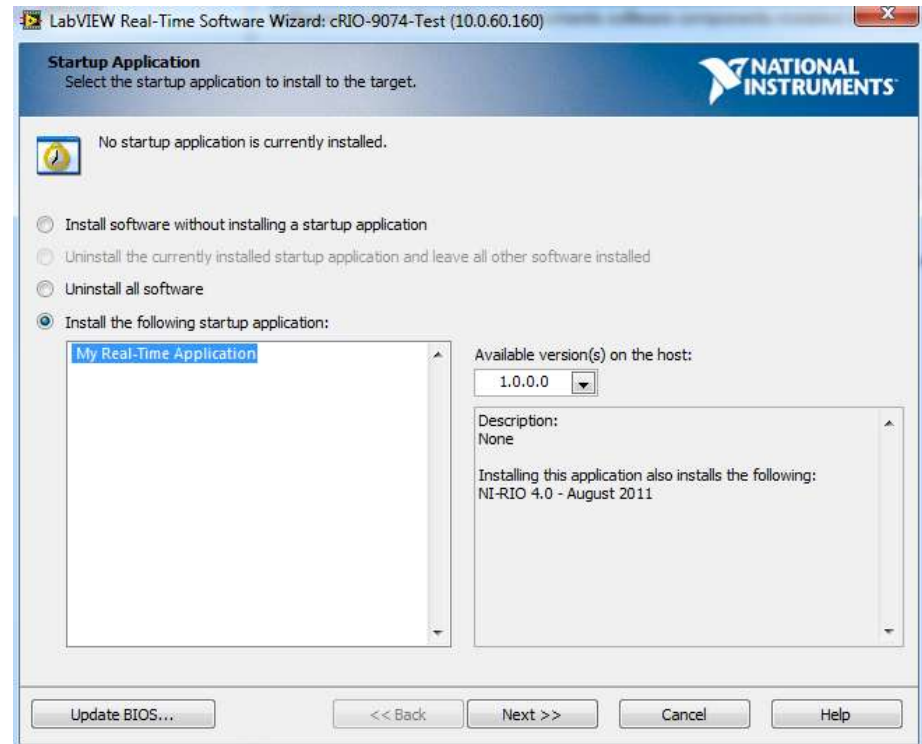 LabVIEW Real-Time Software Wizard: cRIO-9074-Test (10.0.60.160)
Startup Application
Select the startup application to install to the target.
NATIONAL
INSTRUMENTS
No startup application is currently installed.
Install software without installing a startup application
Uninstall the currently installed startup application and leave all other software installed
Uninstall all software
Install the following startup application:
My Real-Time Application
Available version(s) on the host:
1.0.0.0
Description:
None
Installing this application also installs the following:
NI-RIO 4.0 - August 2011
Update BIOS...
<< Back
Next >>
Cancel
Help